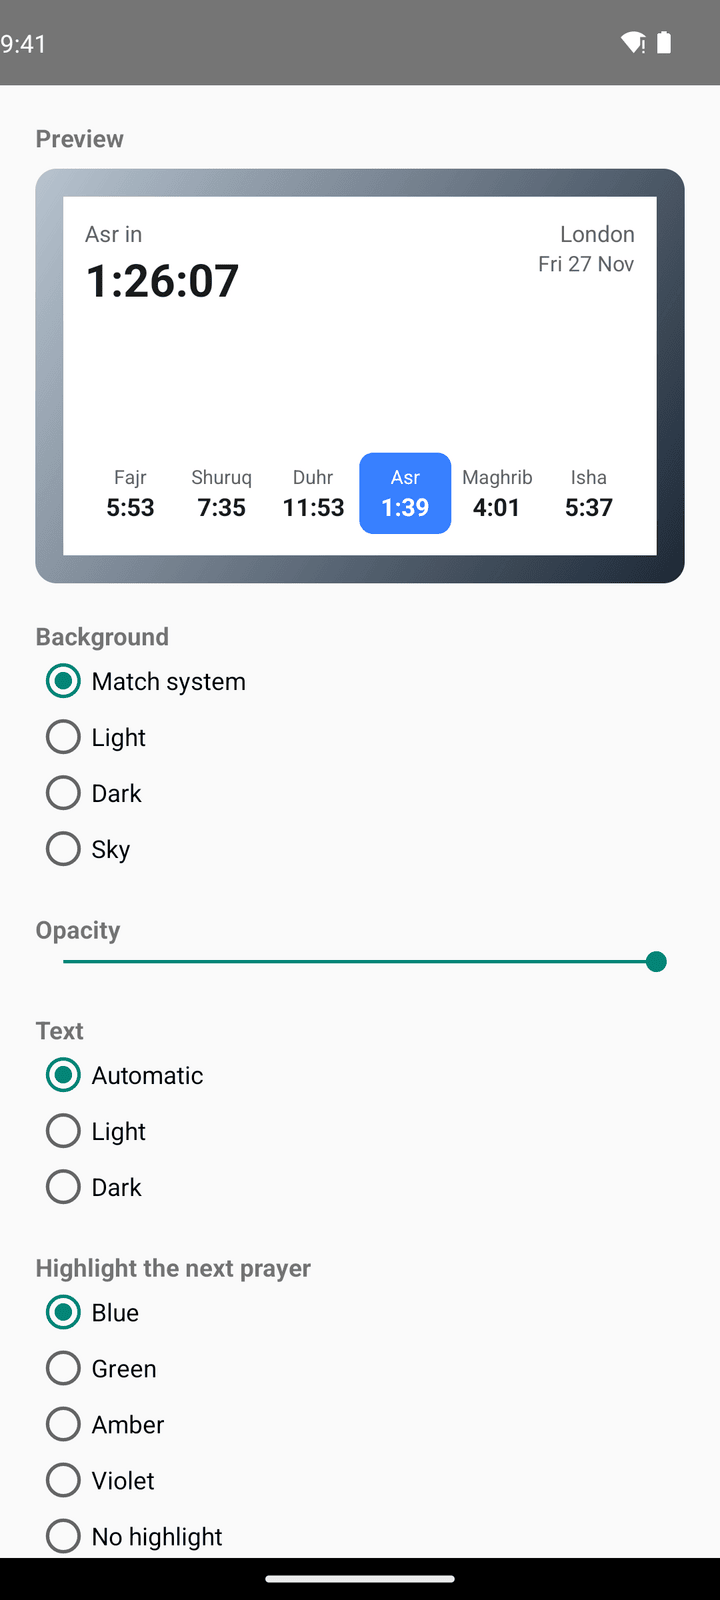 9:41
Preview
Asr in
London
1:26:07
Fri 27 Nov
Fajr Shuruq Duhr Asr Maghrib Isha
5:53 7:35 11:53 1:39 4:01 5:37
Background
Match system
Light
Dark
Sky
Opacity
Text
Automatic
Light
Dark
Highlight the next prayer
Blue
Green
Amber
Violet
No highlight